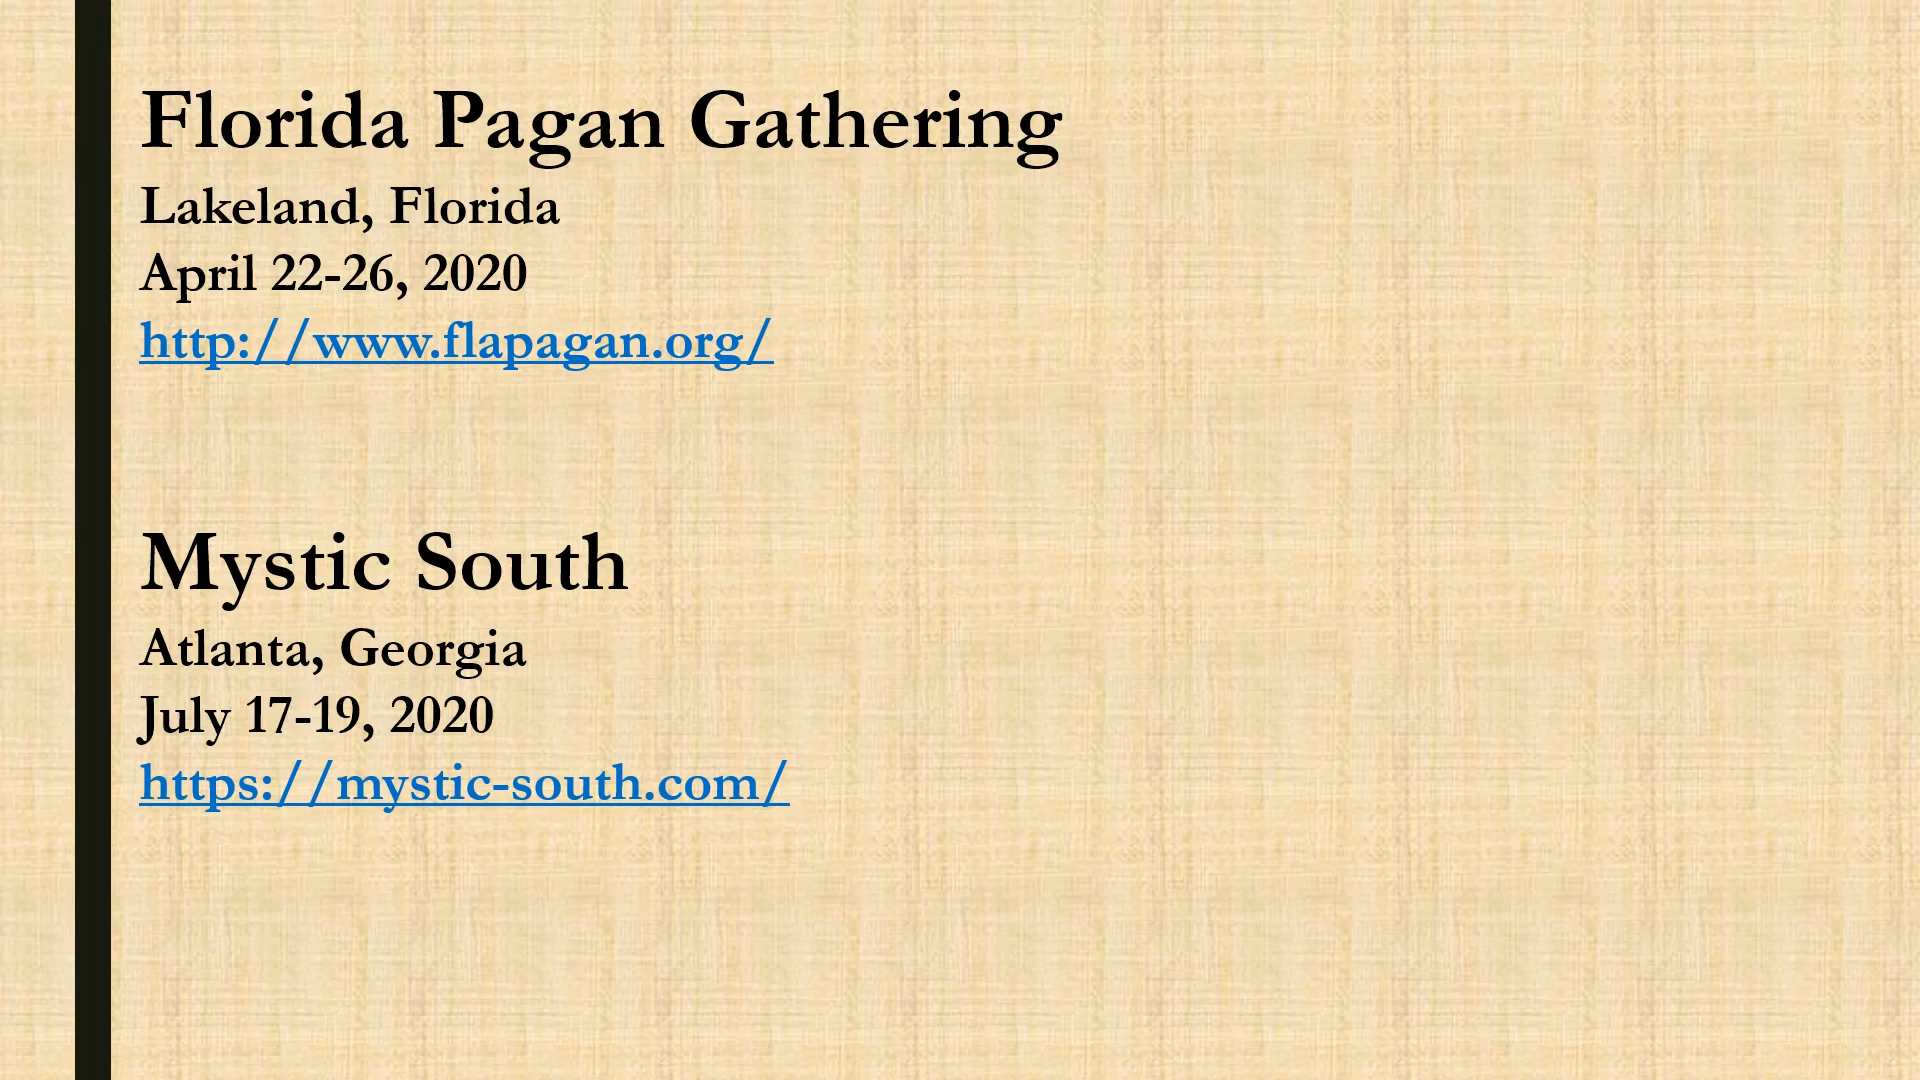 Florida Pagan Gathering
Lakeland, Florida
April 22-26, 2020
http://www.flapagan.org/
Mystic South
Atlanta, Georgia
July 17-19, 2020
https://mystic-south.com/